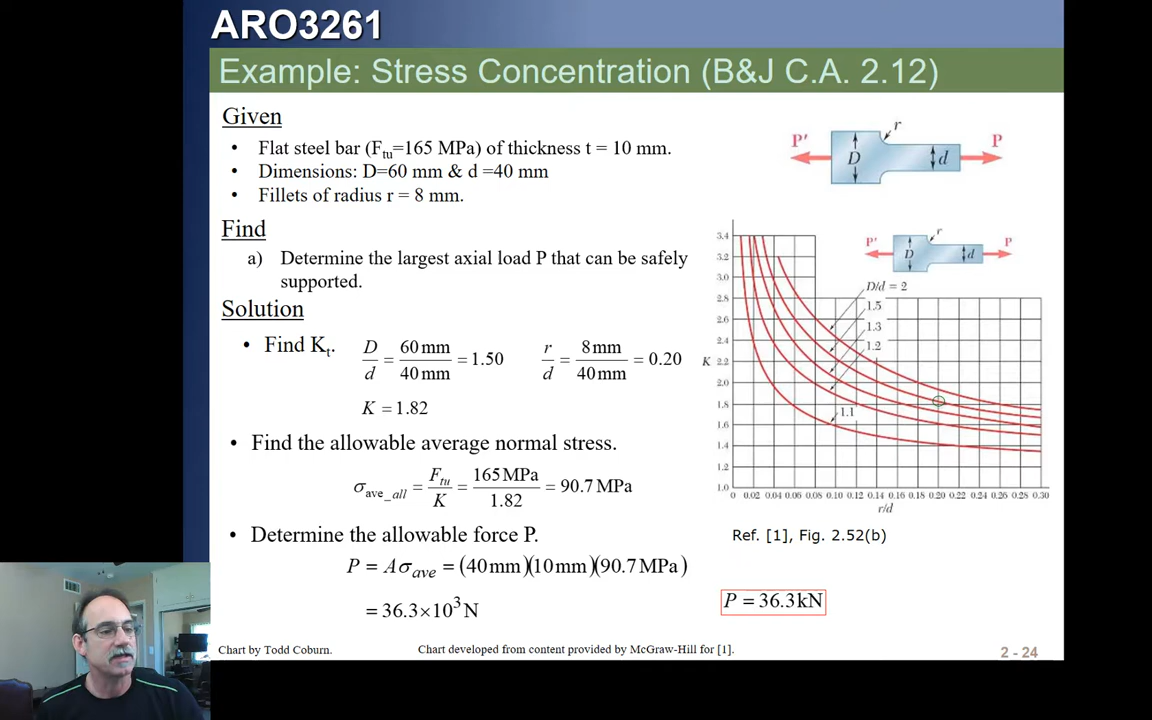 ARO3261
Example: Stress Concentration (B&J C.A. 2.12)
Given
• Flat steel bar (Ftu=165 MPa) of thickness t = 10 mm.
• Dimensions: D=60 mm & d =40 mm
• Fillets of radius r = 8 mm.
P' D r d P
Find
a) Determine the largest axial load P that can be safely
supported.
Solution
• Find Kt.
D/d = 60 mm/40 mm = 1.50
r/d = 8 mm/40 mm = 0.20
K = 1.82
• Find the allowable average normal stress.
σave_all = Ftu/K = 165 MPa/1.82 = 90.7 MPa
• Determine the allowable force P.
P = Aσave = (40 mm)(10 mm)(90.7 MPa)
= 36.3×10³ N
P' D r d P
3.4
3.2
3.0
2.8
2.6
2.4
K 2.2
2.0
1.8
1.6
1.4
1.2
1.0
D/d = 2
1.5
1.3
1.2
1.1
0 0.02 0.04 0.06 0.08 0.10 0.12 0.14 0.16 0.18 0.20 0.22 0.24 0.26 0.28 0.30
r/d
Ref. [1], Fig. 2.52(b)
P = 36.3 kN
Chart by Todd Coburn.
Chart developed from content provided by McGraw-Hill for [1].
2 - 24